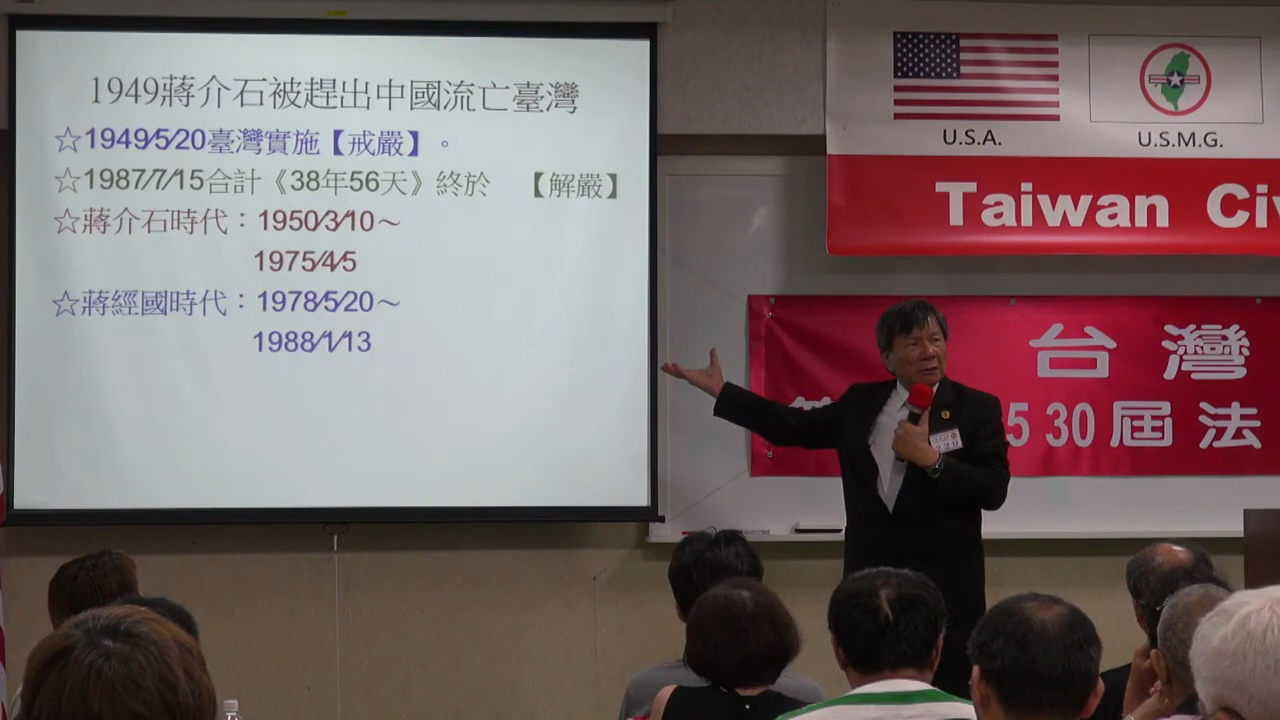 1949蔣介石被趕出中國流亡臺灣
☆1949/5/20臺灣實施【戒嚴】。
☆1987/7/15合計《38年56天》終於 【解嚴】
☆蔣介石時代：1950/3/10～
1975/4/5
☆蔣經國時代：1978/5/20～
1988/1/13
U.S.A.
U.S.M.G.
Taiwan
台灣
5 30屆法